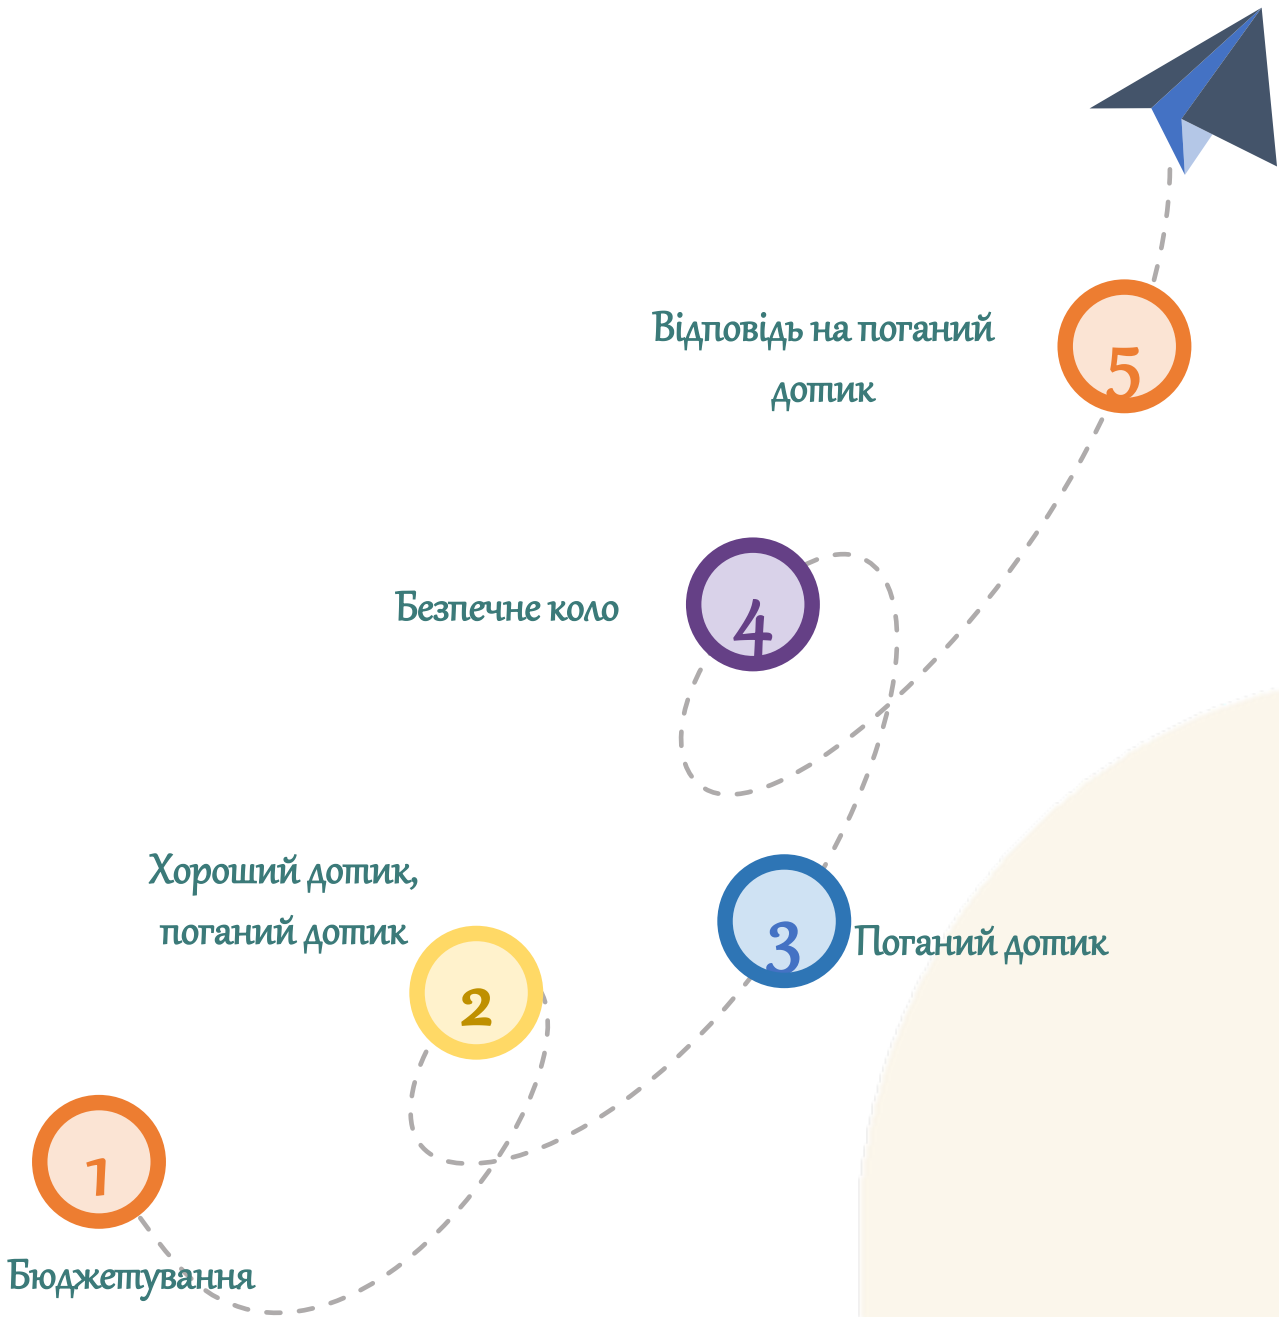 Відповідь на поганий
дотик
5
Безпечне коло
4
Хороший дотик,
поганий дотик
2
3
Поганий дотик
1
Бюджетування